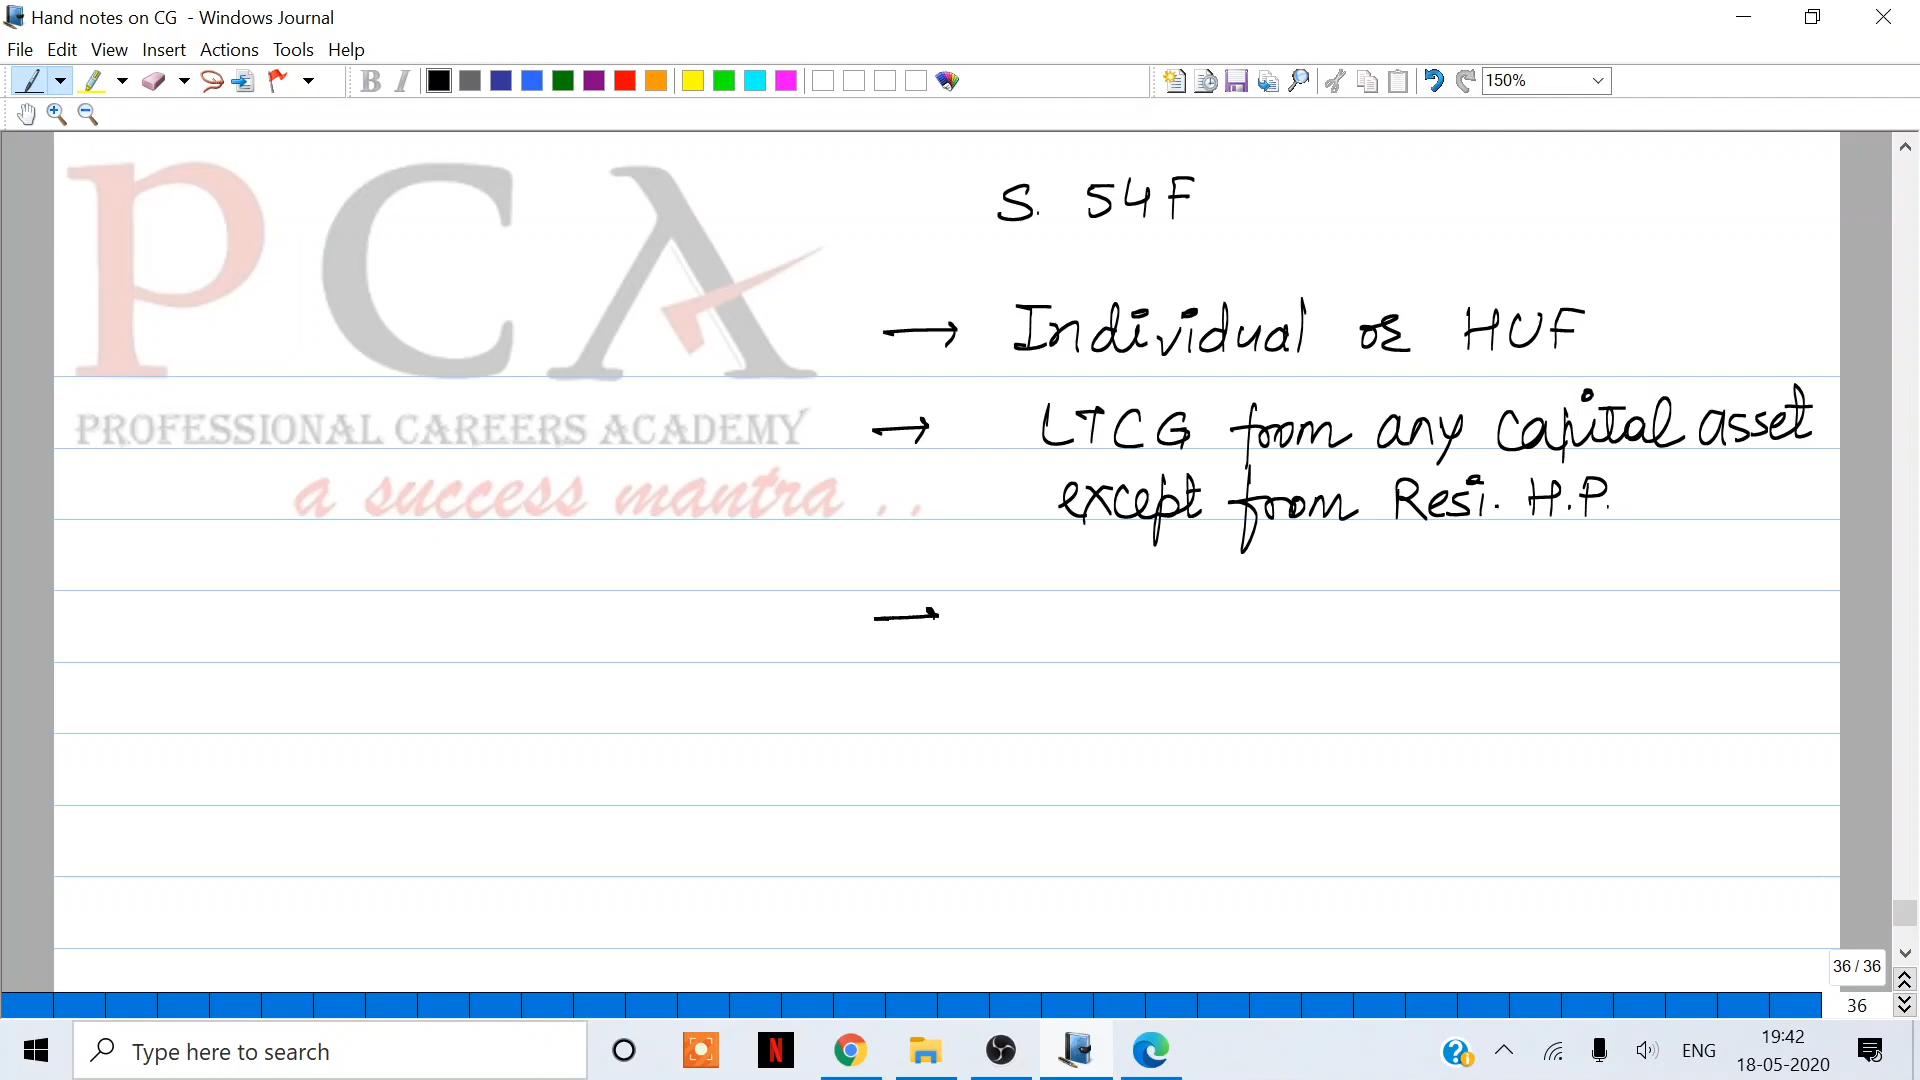 Hand notes on CG - Windows Journal
File Edit View Insert Actions Tools Help
B I 150%
PCA
PROFESSIONAL CAREERS ACADEMY
a success mantra ..
S. 54F
→ Individual or HUF
→ LTCG from any capital asset
except from Resi. H.P.
→
36 / 36
36
Type here to search
N
ENG
19:42
18-05-2020